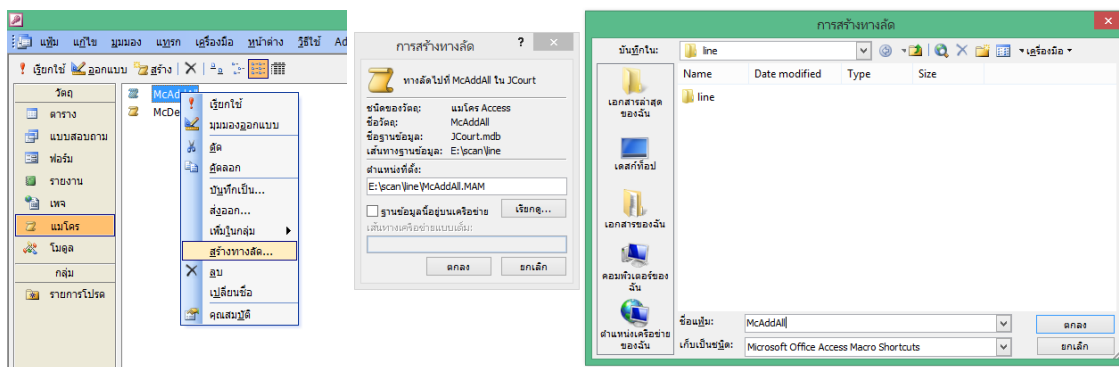 แฟ้ม แก้ไข มุมมอง แทรก เครื่องมือ หน้าต่าง วิธีใช้ Ad
เรียกใช้ ออกแบบ สร้าง
วัตถุ
ตาราง
แบบสอบถาม
ฟอร์ม
รายงาน
เพจ
แมโคร
โมดูล
กลุ่ม
รายการโปรด
McAddAll
McDe
เรียกใช้
มุมมองออกแบบ
ตัด
คัดลอก
บันทึกเป็น...
ส่งออก...
เพิ่มในกลุ่ม
สร้างทางลัด...
ลบ
เปลี่ยนชื่อ
คุณสมบัติ
การสร้างทางลัด
ทางลัดไปที่ McAddAll ใน JCourt
ชนิดของวัตถุ: แมโคร Access
ชื่อวัตถุ: McAddAll
ชื่อฐานข้อมูล: JCourt.mdb
เส้นทางฐานข้อมูล: E:\scan\line
ตำแหน่งที่ตั้ง:
E:\scan\line\McAddAll.MAM
ฐานข้อมูลนี้อยู่บนเครือข่าย เรียกดู...
เส้นทางเครือข่ายแบบเต็ม:
ตกลง ยกเลิก
การสร้างทางลัด
บันทึกใน: line เครื่องมือ
Name Date modified Type Size
line
เอกสารล่าสุด
ของฉัน
เดสก์ท็อป
เอกสารของฉัน
คอมพิวเตอร์ของ
ฉัน
ตำแหน่งเครือข่าย
ของฉัน
ชื่อแฟ้ม: McAddAll ตกลง
เก็บเป็นชนิด: Microsoft Office Access Macro Shortcuts ยกเลิก